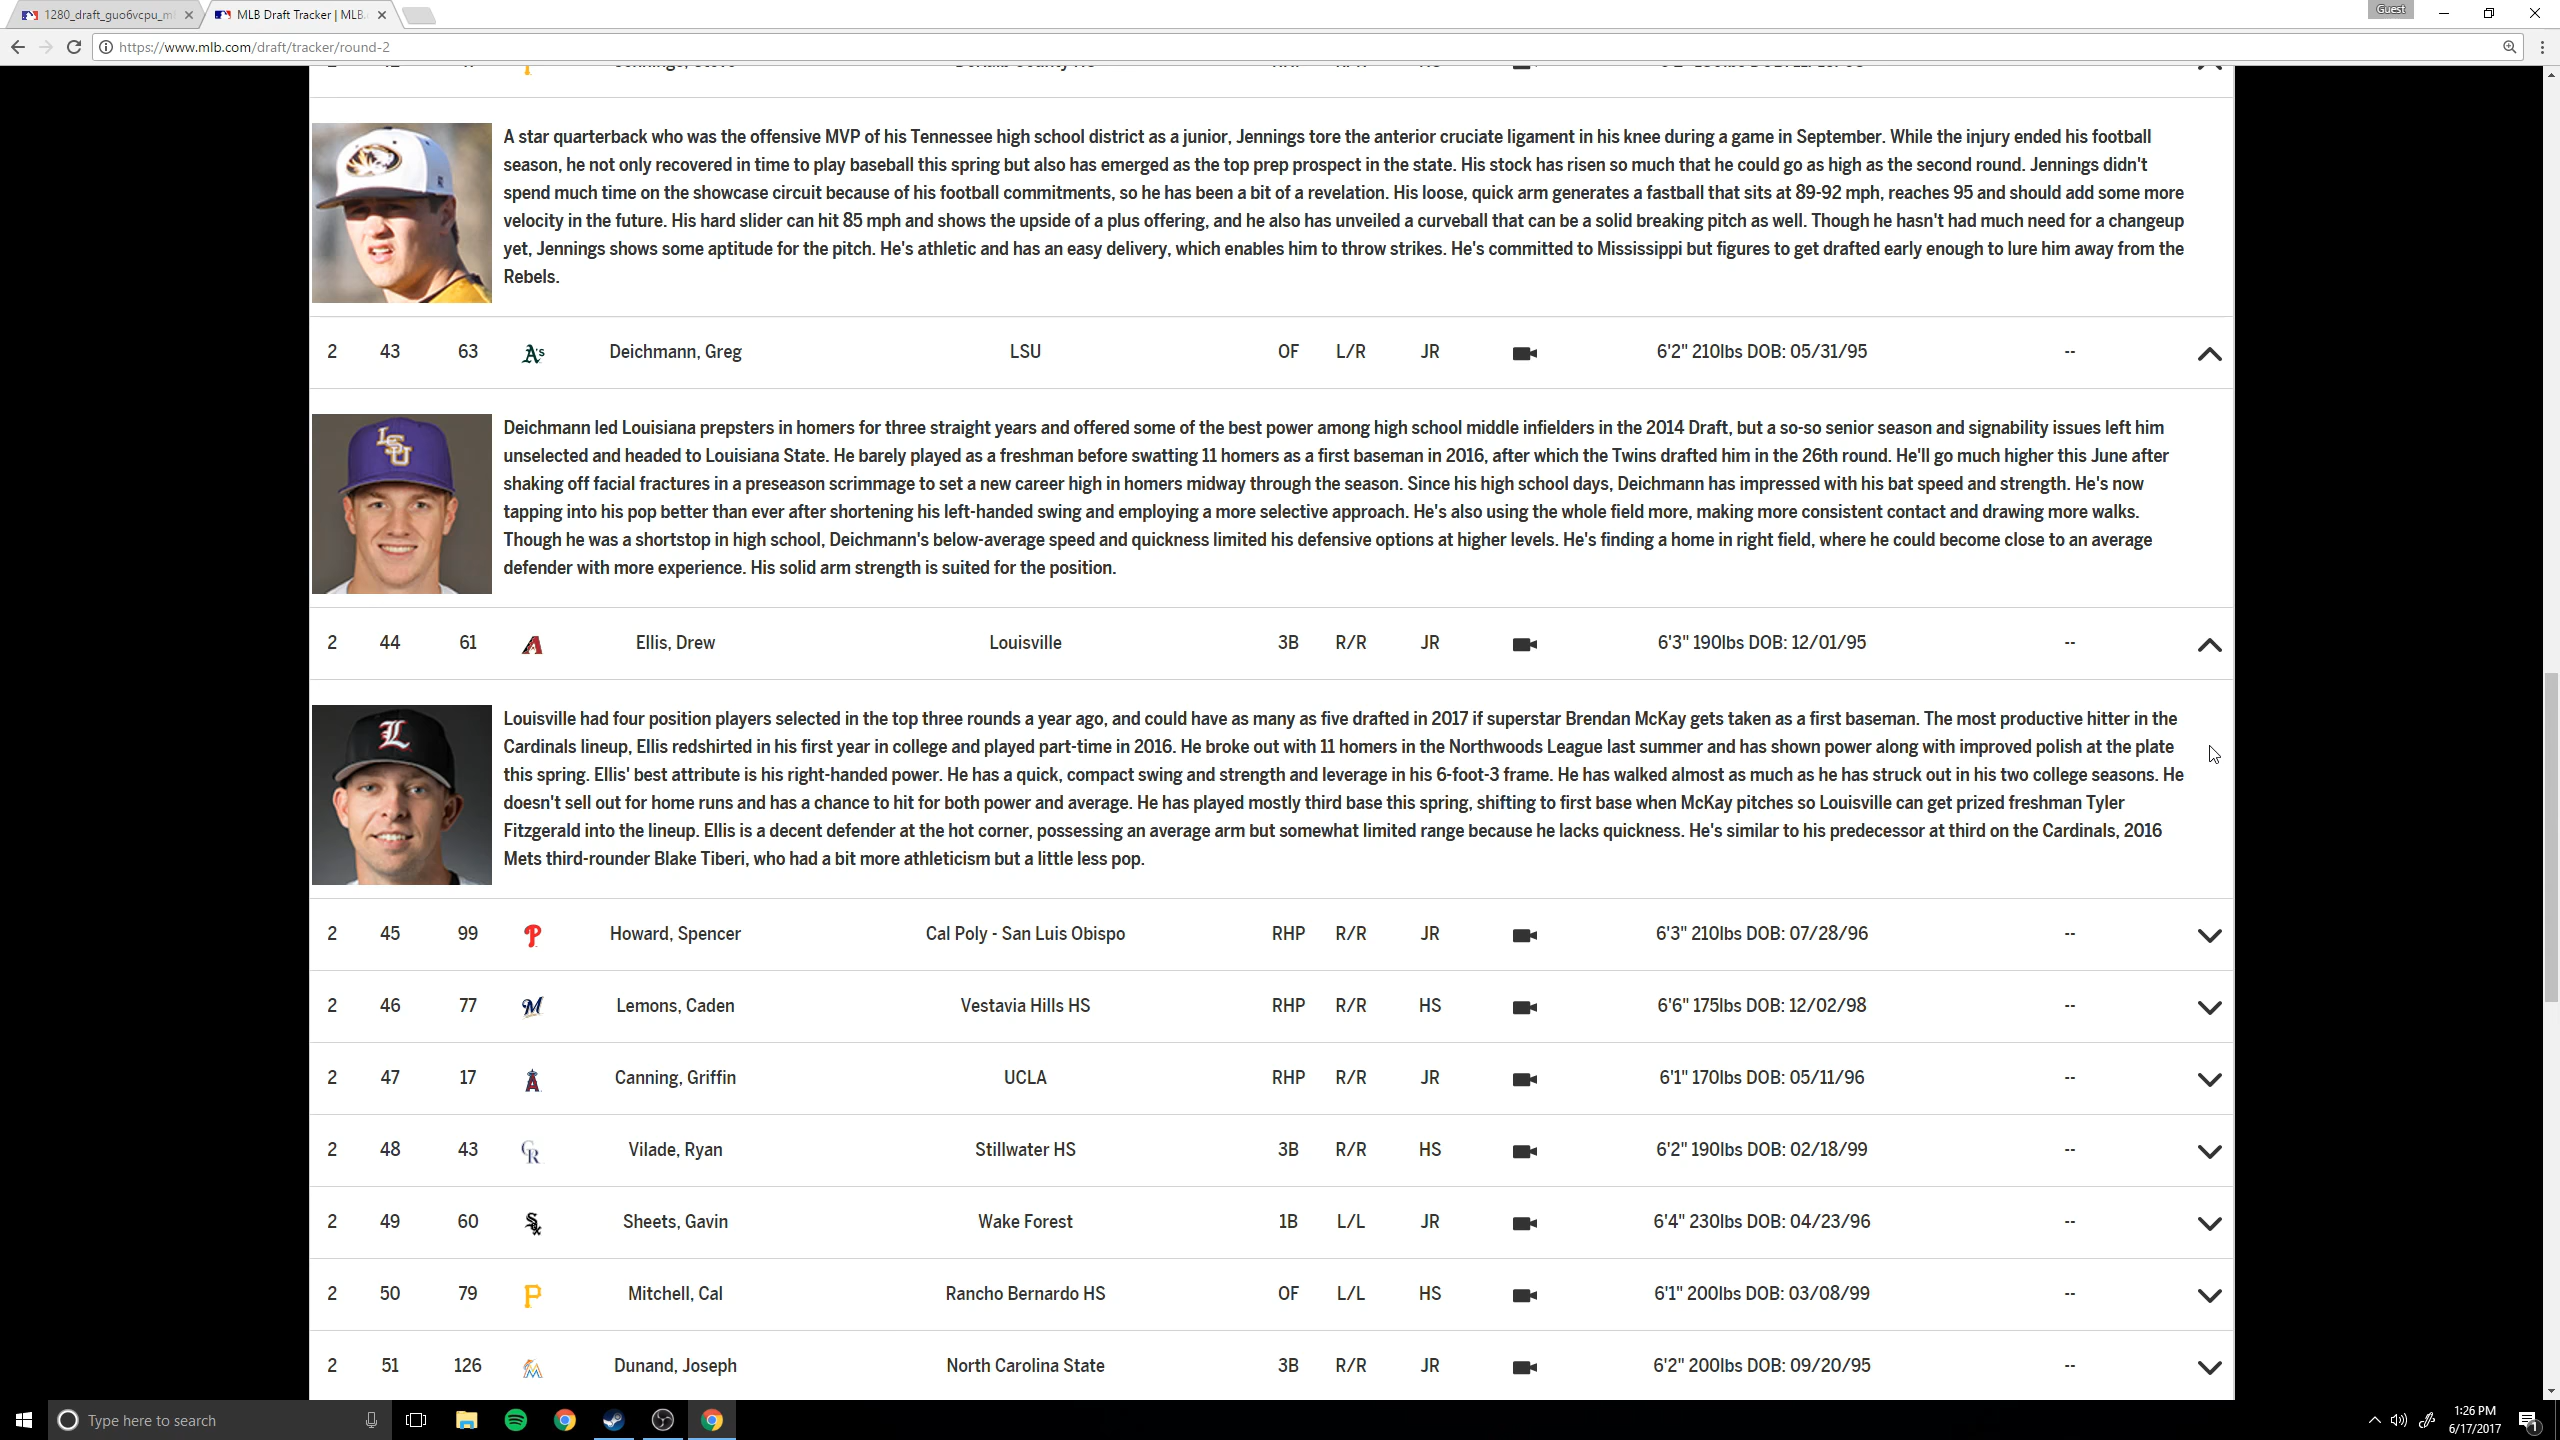 1280_draft_guo6vcpu_m
MLB Draft Tracker | MLB.
Guest
https://www.mlb.com/draft/tracker/round-2
A star quarterback who was the offensive MVP of his Tennessee high school district as a junior, Jennings tore the anterior cruciate ligament in his knee during a game in September. While the injury ended his football
season, he not only recovered in time to play baseball this spring but also has emerged as the top prep prospect in the state. His stock has risen so much that he could go as high as the second round. Jennings didn't
spend much time on the showcase circuit because of his football commitments, so he has been a bit of a revelation. His loose, quick arm generates a fastball that sits at 89-92 mph, reaches 95 and should add some more
velocity in the future. His hard slider can hit 85 mph and shows the upside of a plus offering, and he also has unveiled a curveball that can be a solid breaking pitch as well. Though he hasn't had much need for a changeup
yet, Jennings shows some aptitude for the pitch. He's athletic and has an easy delivery, which enables him to throw strikes. He's committed to Mississippi but figures to get drafted early enough to lure him away from the
Rebels.
2 43 63 A's Deichmann, Greg LSU OF L/R JR 6'2" 210lbs DOB: 05/31/95 --
LSU
Deichmann led Louisiana prepsters in homers for three straight years and offered some of the best power among high school middle infielders in the 2014 Draft, but a so-so senior season and signability issues left him
unselected and headed to Louisiana State. He barely played as a freshman before swatting 11 homers as a first baseman in 2016, after which the Twins drafted him in the 26th round. He'll go much higher this June after
shaking off facial fractures in a preseason scrimmage to set a new career high in homers midway through the season. Since his high school days, Deichmann has impressed with his bat speed and strength. He's now
tapping into his pop better than ever after shortening his left-handed swing and employing a more selective approach. He's also using the whole field more, making more consistent contact and drawing more walks.
Though he was a shortstop in high school, Deichmann's below-average speed and quickness limited his defensive options at higher levels. He's finding a home in right field, where he could become close to an average
defender with more experience. His solid arm strength is suited for the position.
2 44 61 A Ellis, Drew Louisville 3B R/R JR 6'3" 190lbs DOB: 12/01/95 --
L
Louisville had four position players selected in the top three rounds a year ago, and could have as many as five drafted in 2017 if superstar Brendan McKay gets taken as a first baseman. The most productive hitter in the
Cardinals lineup, Ellis redshirted in his first year in college and played part-time in 2016. He broke out with 11 homers in the Northwoods League last summer and has shown power along with improved polish at the plate
this spring. Ellis' best attribute is his right-handed power. He has a quick, compact swing and strength and leverage in his 6-foot-3 frame. He has walked almost as much as he has struck out in his two college seasons. He
doesn't sell out for home runs and has a chance to hit for both power and average. He has played mostly third base this spring, shifting to first base when McKay pitches so Louisville can get prized freshman Tyler
Fitzgerald into the lineup. Ellis is a decent defender at the hot corner, possessing an average arm but somewhat limited range because he lacks quickness. He's similar to his predecessor at third on the Cardinals, 2016
Mets third-rounder Blake Tiberi, who had a bit more athleticism but a little less pop.
2 45 99 P Howard, Spencer Cal Poly - San Luis Obispo RHP R/R JR 6'3" 210lbs DOB: 07/28/96 --
2 46 77 M Lemons, Caden Vestavia Hills HS RHP R/R HS 6'6" 175lbs DOB: 12/02/98 --
2 47 17 A Canning, Griffin UCLA RHP R/R JR 6'1" 170lbs DOB: 05/11/96 --
2 48 43 CR Vilade, Ryan Stillwater HS 3B R/R HS 6'2" 190lbs DOB: 02/18/99 --
2 49 60 Sox Sheets, Gavin Wake Forest 1B L/L JR 6'4" 230lbs DOB: 04/23/96 --
2 50 79 P Mitchell, Cal Rancho Bernardo HS OF L/L HS 6'1" 200lbs DOB: 03/08/99 --
2 51 126 M Dunand, Joseph North Carolina State 3B R/R JR 6'2" 200lbs DOB: 09/20/95 --
Type here to search
1:26 PM
6/17/2017
1